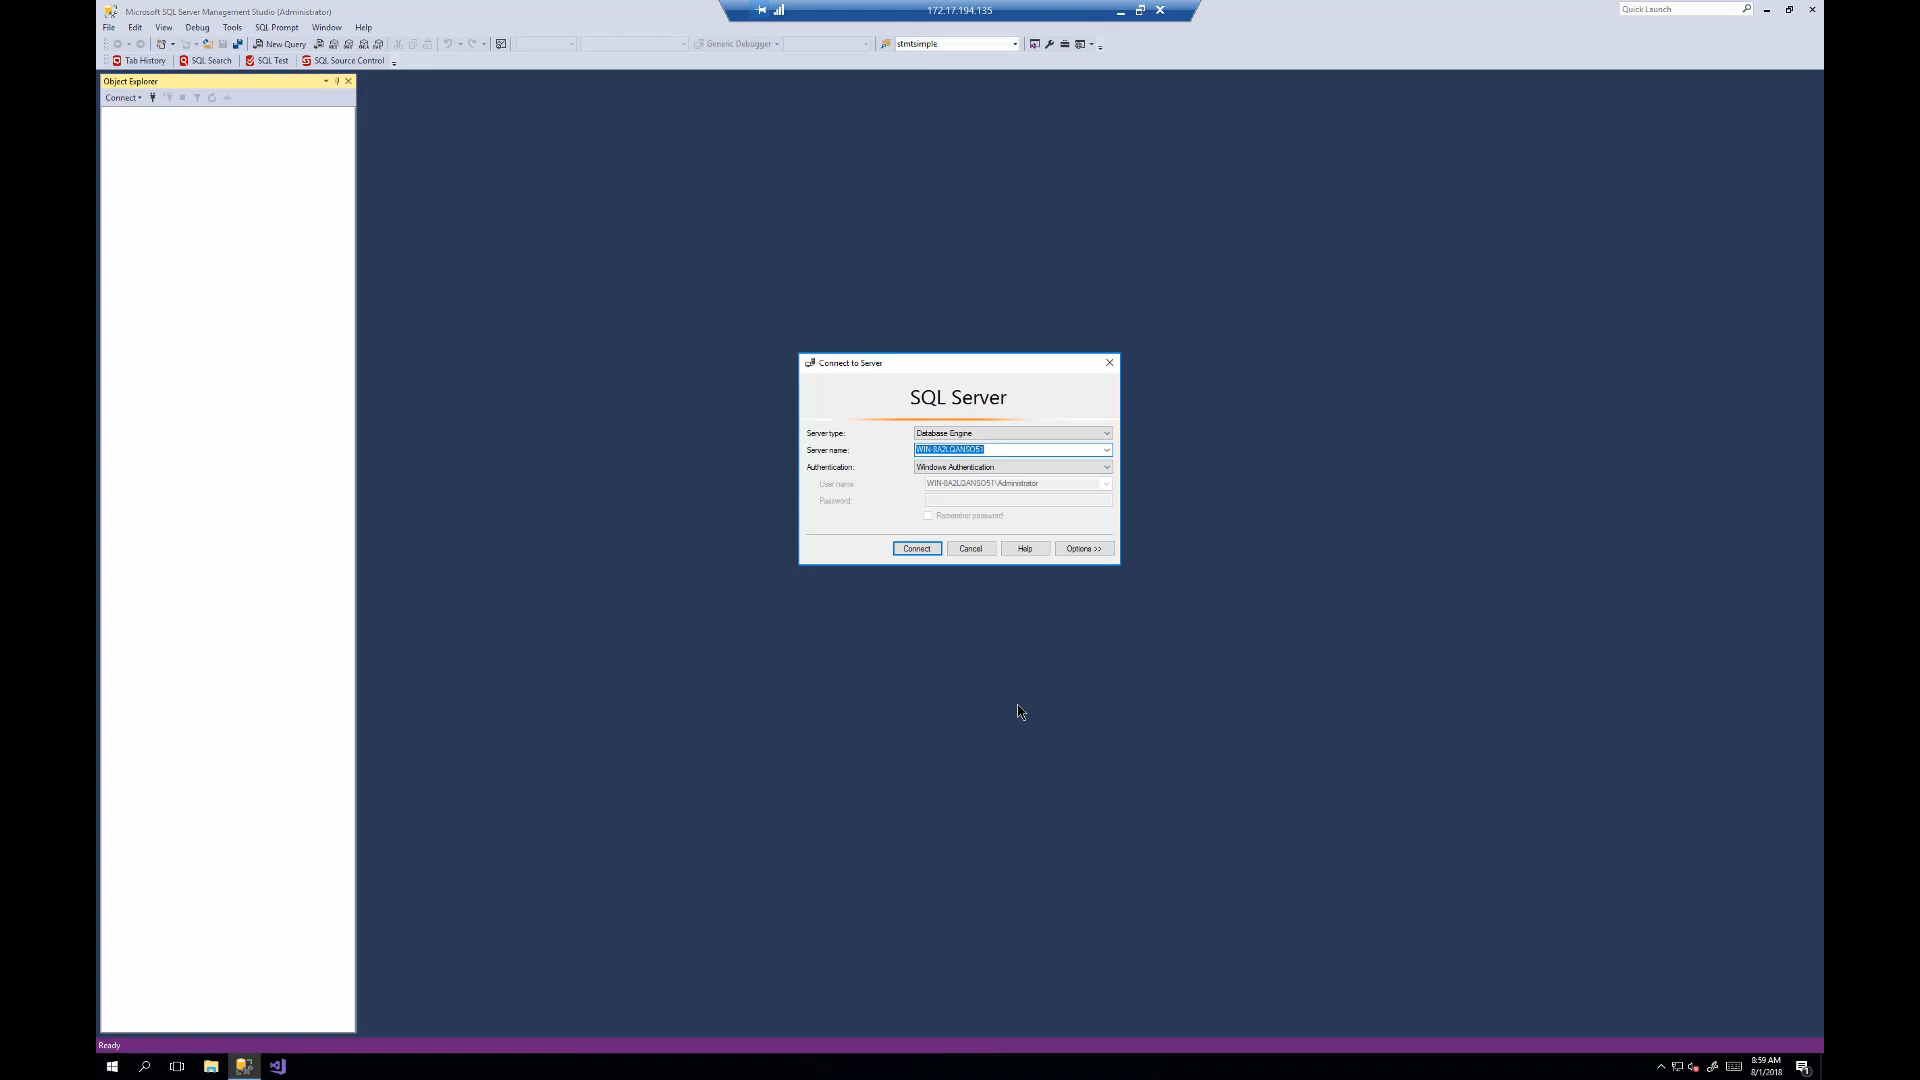 Microsoft SQL Server Management Studio (Administrator)
172.17.194.135
Quick Launch
File Edit View Debug Tools SQL Prompt Window Help
New Query
Generic Debugger
stmtsimple
Tab History SQL Search SQL Test SQL Source Control
Object Explorer
Connect
Connect to Server
SQL Server
Server type: Database Engine
Server name: WIN-8A2LQANSO51
Authentication: Windows Authentication
User name: WIN-8A2LQANSO51\Administrator
Password:
Remember password
Connect Cancel Help Options >>
Ready
8:59 AM
8/1/2018